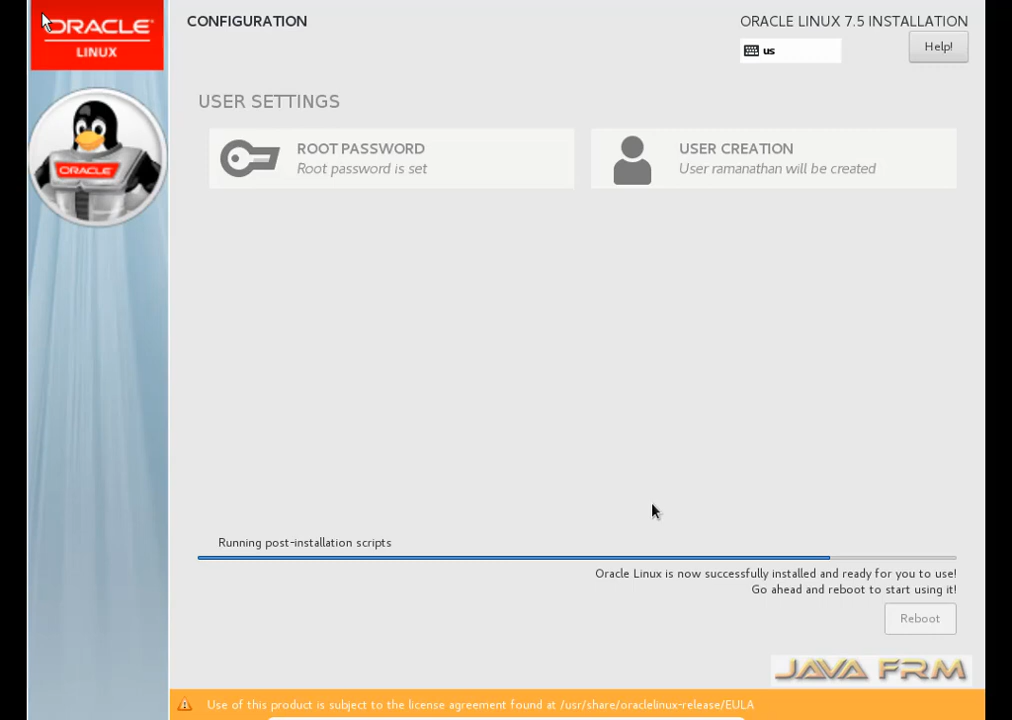 ORACLE
LINUX
CONFIGURATION
ORACLE LINUX 7.5 INSTALLATION
us
Help!
USER SETTINGS
ROOT PASSWORD
Root password is set
USER CREATION
User ramanathan will be created
ORACLE
Running post-installation scripts
Oracle Linux is now successfully installed and ready for you to use!
Go ahead and reboot to start using it!
Reboot
JAVA FRM
Use of this product is subject to the license agreement found at /usr/share/oraclelinux-release/EULA